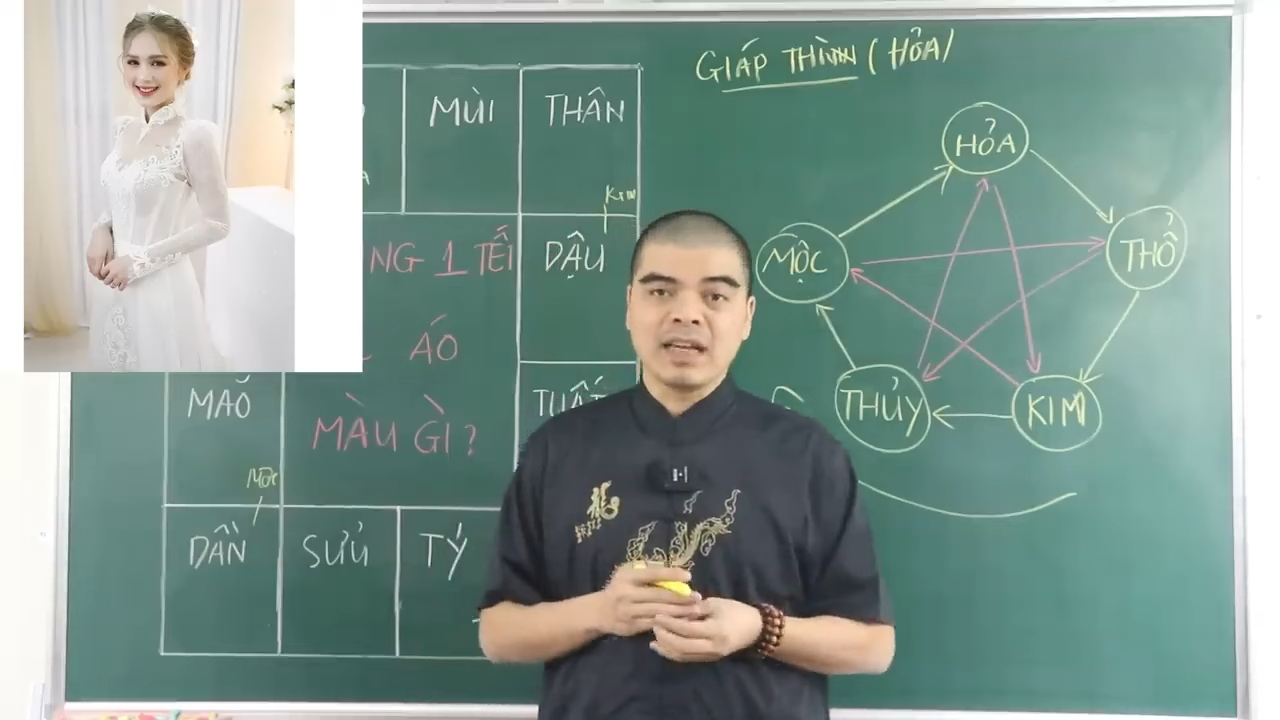 GIÁP THÌNH (HỎA)
MÙI
THÂN
HỎA
Kim
NG 1 TẾT
DẬU
MỘC
THỔ
ÁO
MÃO
MÀU GÌ?
THỦY
KIM
Mộc
DẦN
SỬU
TÝ